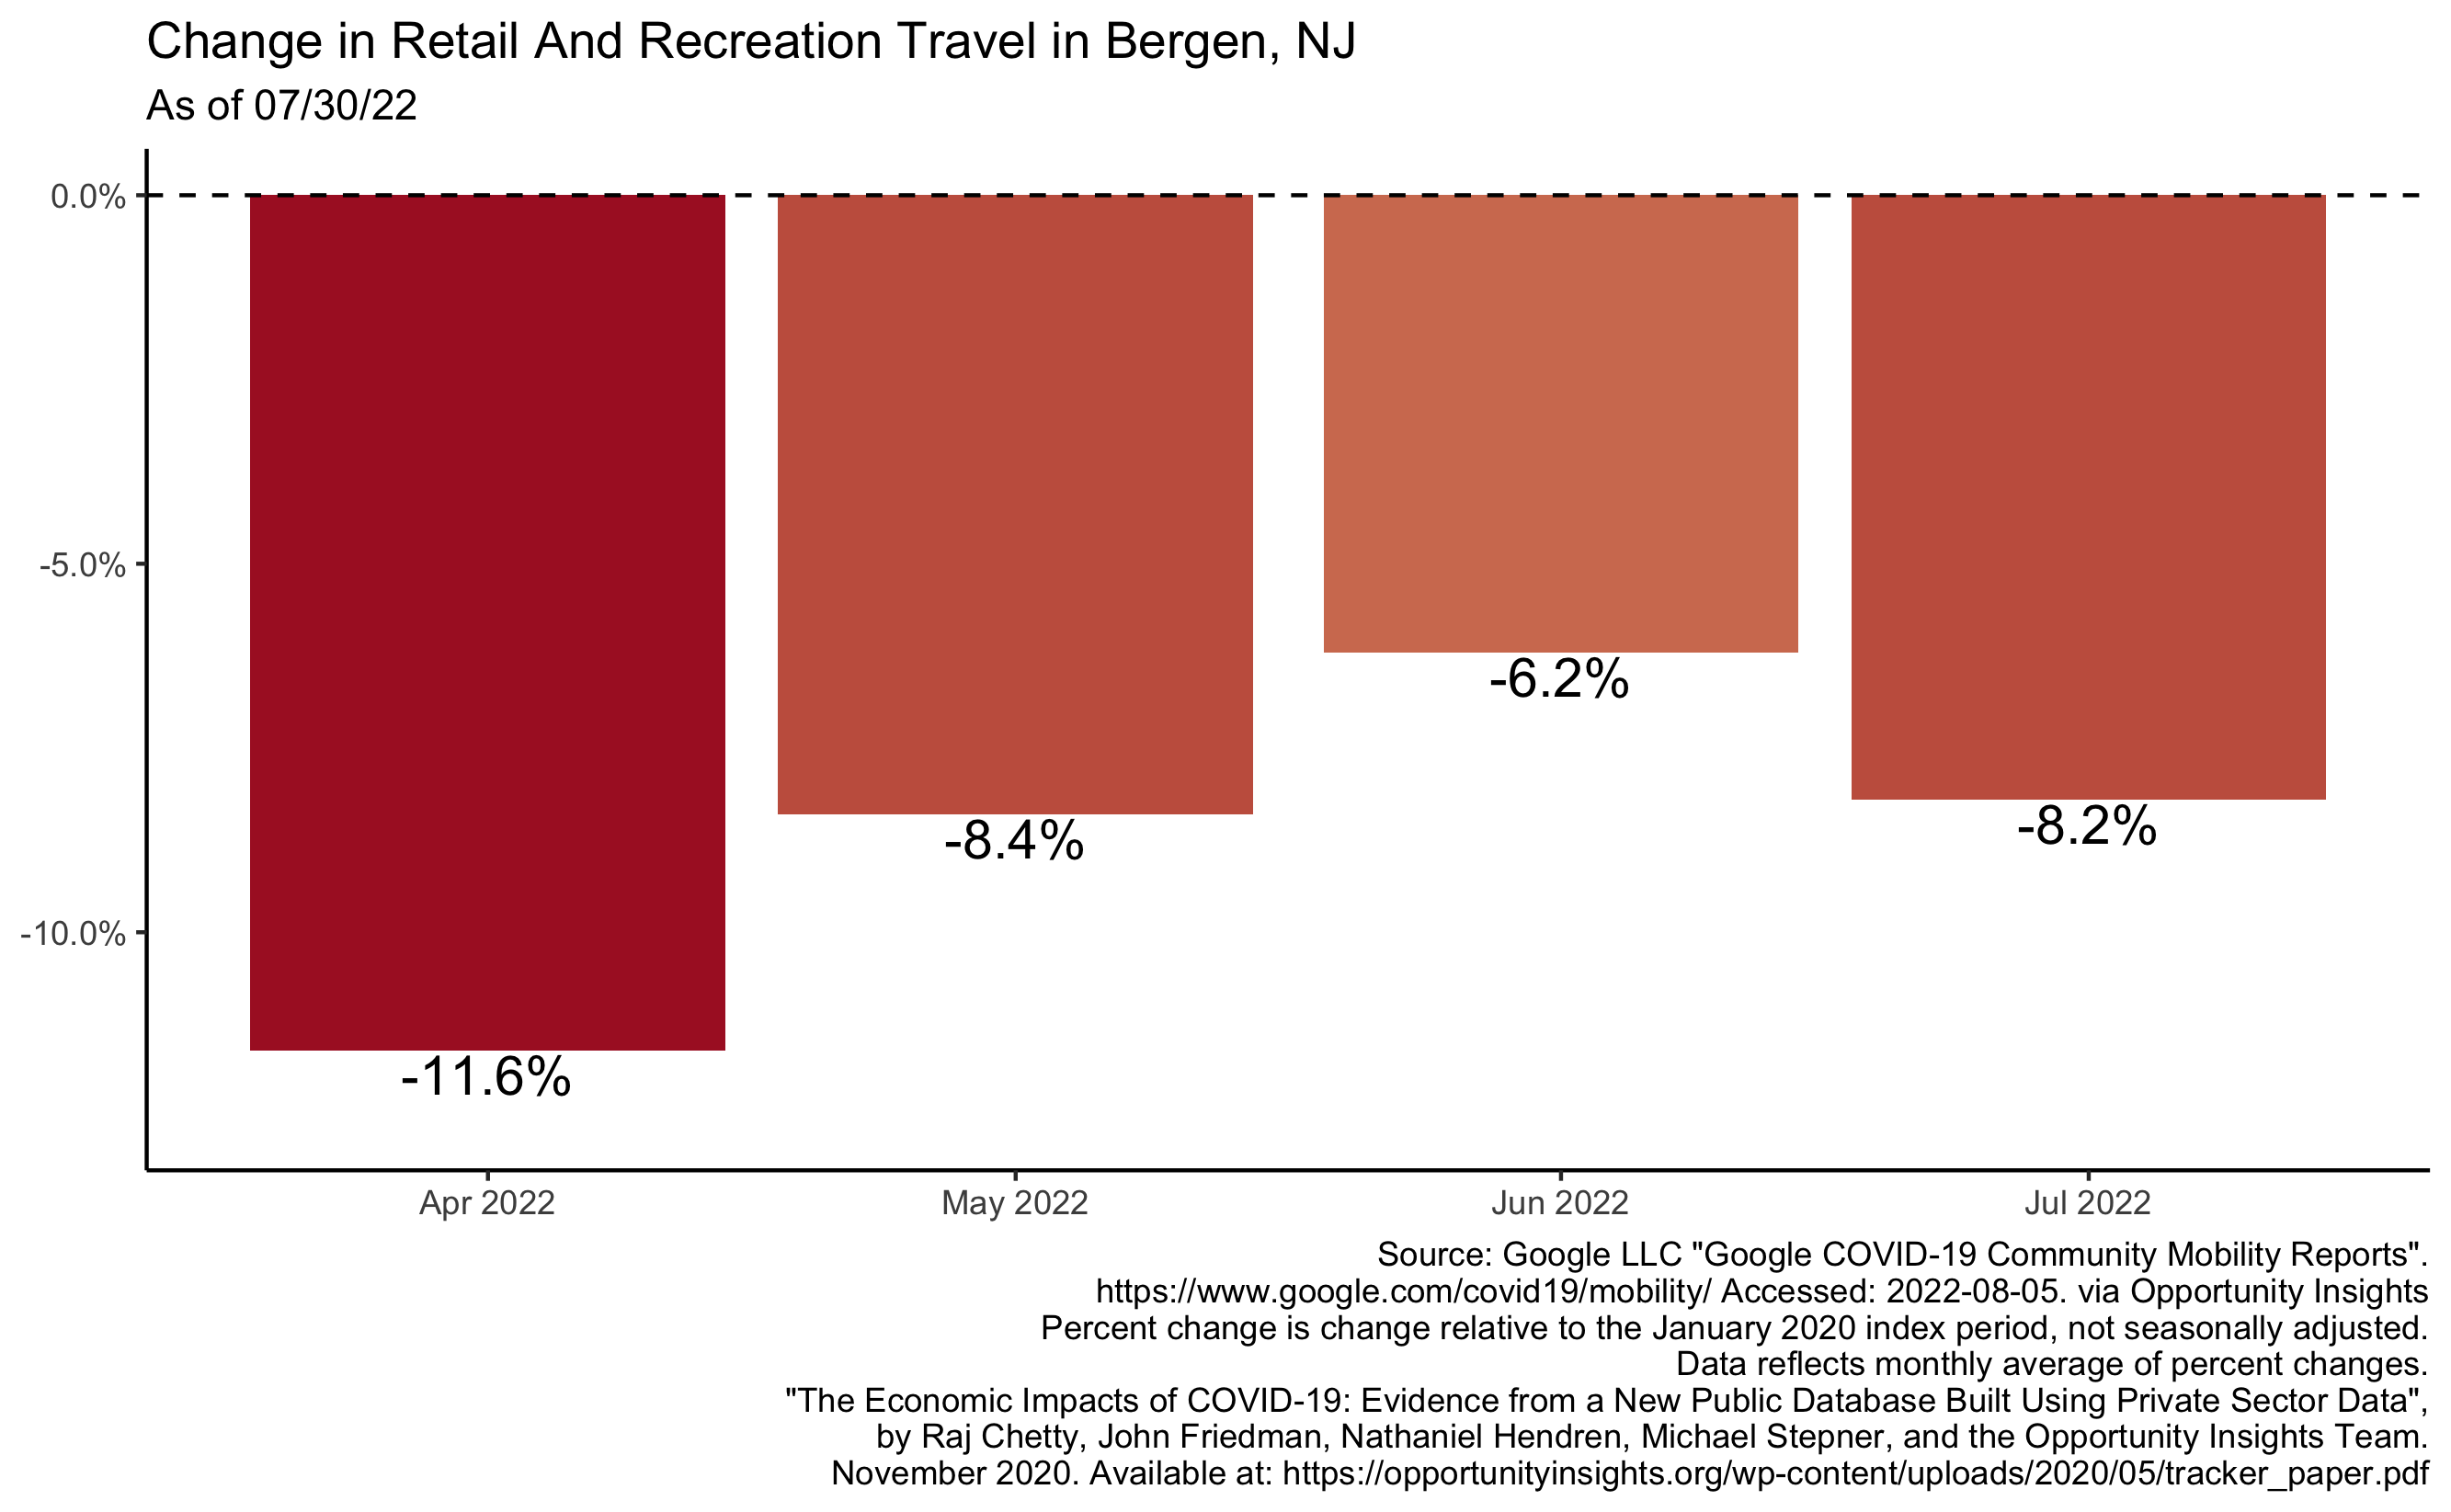 Change in Retail And Recreation Travel in Bergen, NJ
As of 07/30/22
0.0%
-5.0%
-10.0%
-11.6%
-8.4%
-6.2%
-8.2%
Apr 2022
May 2022
Jun 2022
Jul 2022
Source: Google LLC "Google COVID-19 Community Mobility Reports".
https://www.google.com/covid19/mobility/ Accessed: 2022-08-05. via Opportunity Insights
Percent change is change relative to the January 2020 index period, not seasonally adjusted.
Data reflects monthly average of percent changes.
"The Economic Impacts of COVID-19: Evidence from a New Public Database Built Using Private Sector Data",
by Raj Chetty, John Friedman, Nathaniel Hendren, Michael Stepner, and the Opportunity Insights Team.
November 2020. Available at: https://opportunityinsights.org/wp-content/uploads/2020/05/tracker_paper.pdf